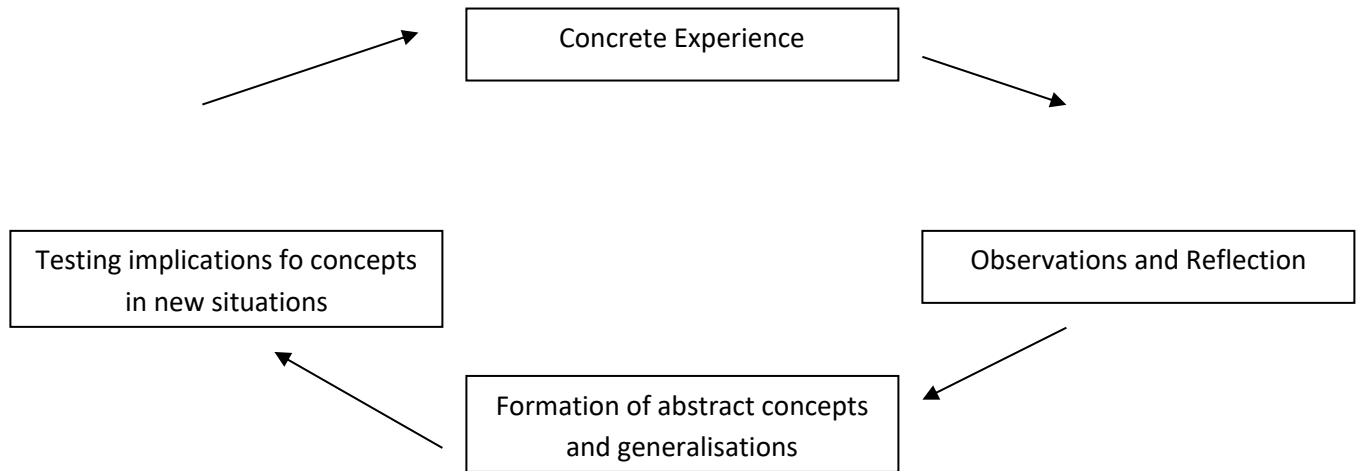 Concrete Experience
Testing implications fo concepts
in new situations
Observations and Reflection
Formation of abstract concepts
and generalisations